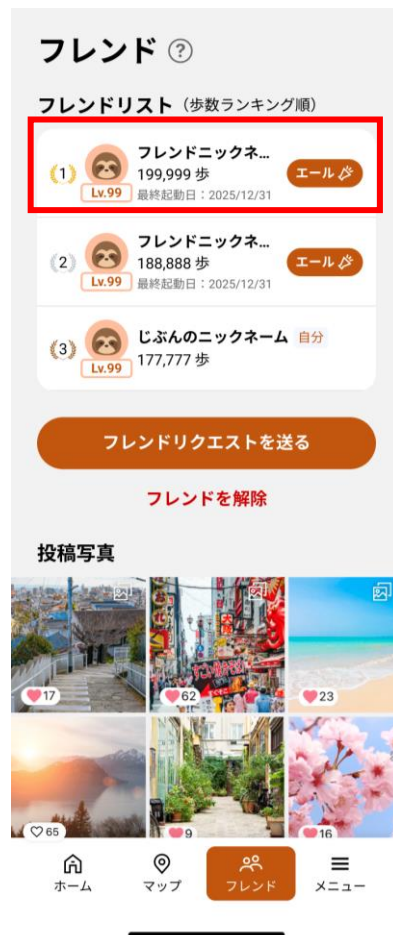 フレンド ?
フレンドリスト（歩数ランキング順）
1
フレンドニックネ...
199,999 歩
Lv.99
最終起動日：2025/12/31
エール
2
フレンドニックネ...
188,888 歩
Lv.99
最終起動日：2025/12/31
エール
3
じぶんのニックネーム 自分
177,777 歩
Lv.99
フレンドリクエストを送る
フレンドを解除
投稿写真
17
62
23
65
9
16
ホーム
マップ
フレンド
メニュー